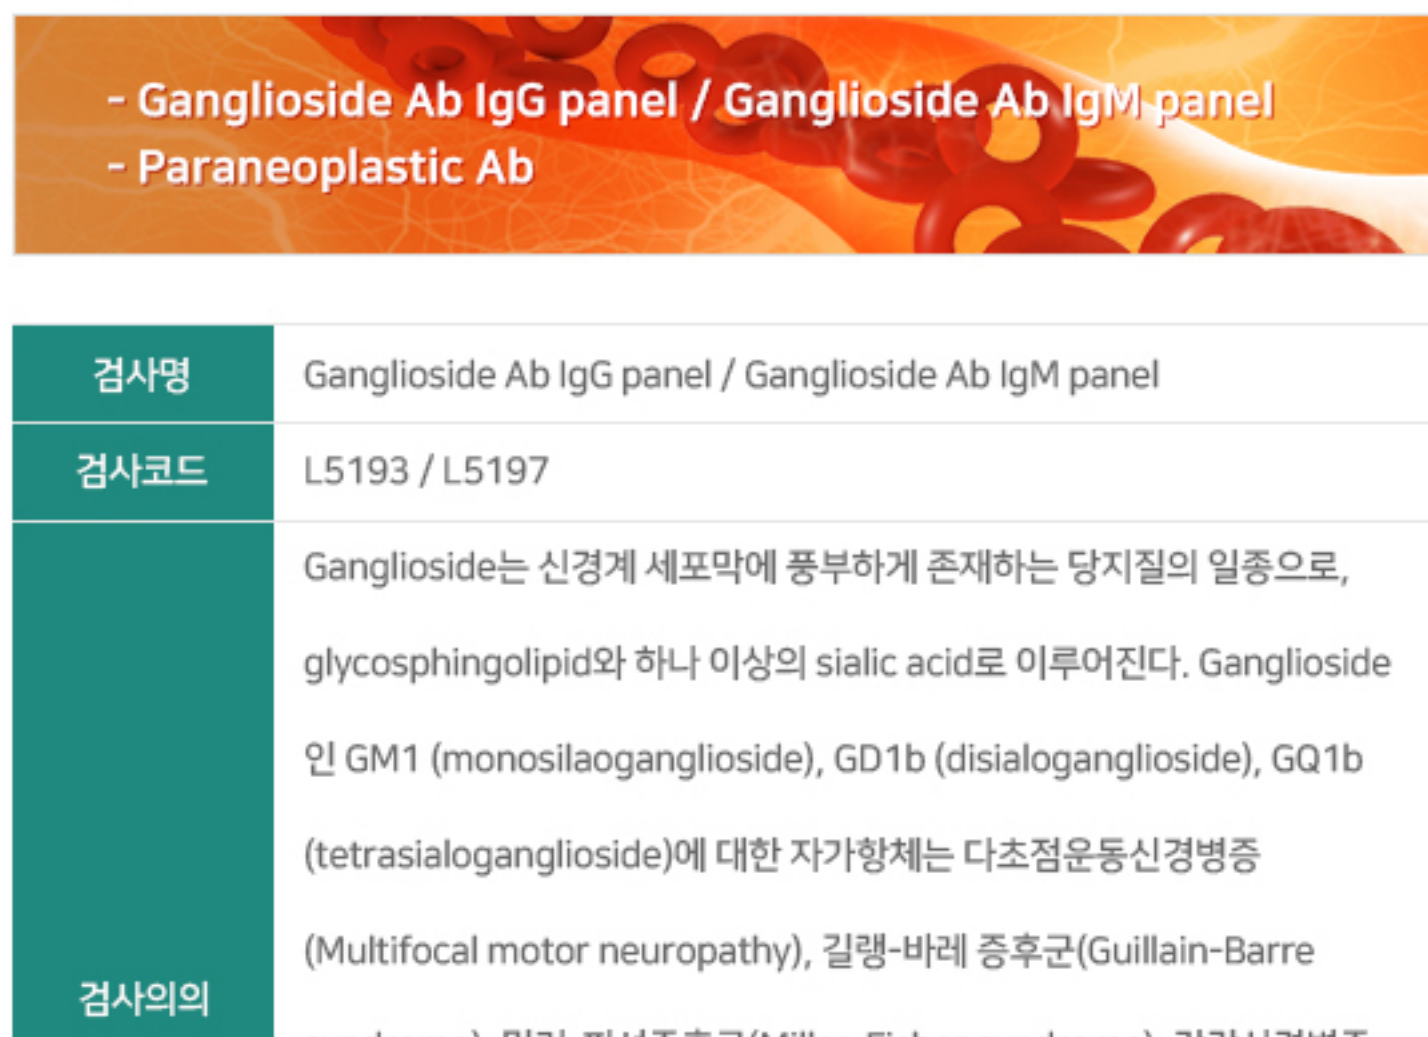 - Ganglioside Ab IgG panel / Ganglioside Ab IgM panel
- Paraneoplastic Ab
검사명
Ganglioside Ab IgG panel / Ganglioside Ab IgM panel
검사코드
L5193 / L5197
검사의의
Ganglioside는 신경계 세포막에 풍부하게 존재하는 당지질의 일종으로,
glycosphingolipid와 하나 이상의 sialic acid로 이루어진다. Ganglioside
인 GM1 (monosilaoganglioside), GD1b (disialoganglioside), GQ1b
(tetrasialoganglioside)에 대한 자가항체는 다초점운동신경병증
(Multifocal motor neuropathy), 길랭-바레 증후군(Guillain-Barre